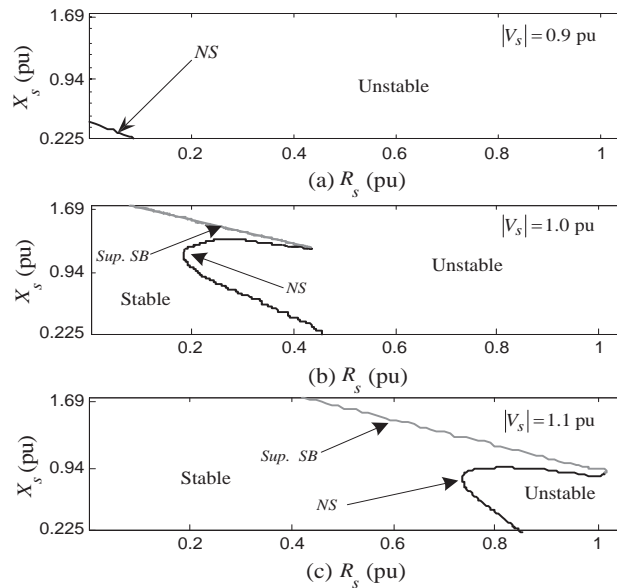 1.69
|V_s| = 0.9 pu
NS
X_s (pu)
0.94
Unstable
0.225
0.2 0.4 0.6 0.8 1
(a) R_s (pu)
1.69
|V_s| = 1.0 pu
Sup. SB
Unstable
X_s (pu)
0.94
Stable
NS
0.225
0.2 0.4 0.6 0.8 1
(b) R_s (pu)
1.69
|V_s| = 1.1 pu
Sup. SB
X_s (pu)
0.94
Stable
NS
Unstable
0.225
0.2 0.4 0.6 0.8 1
(c) R_s (pu)